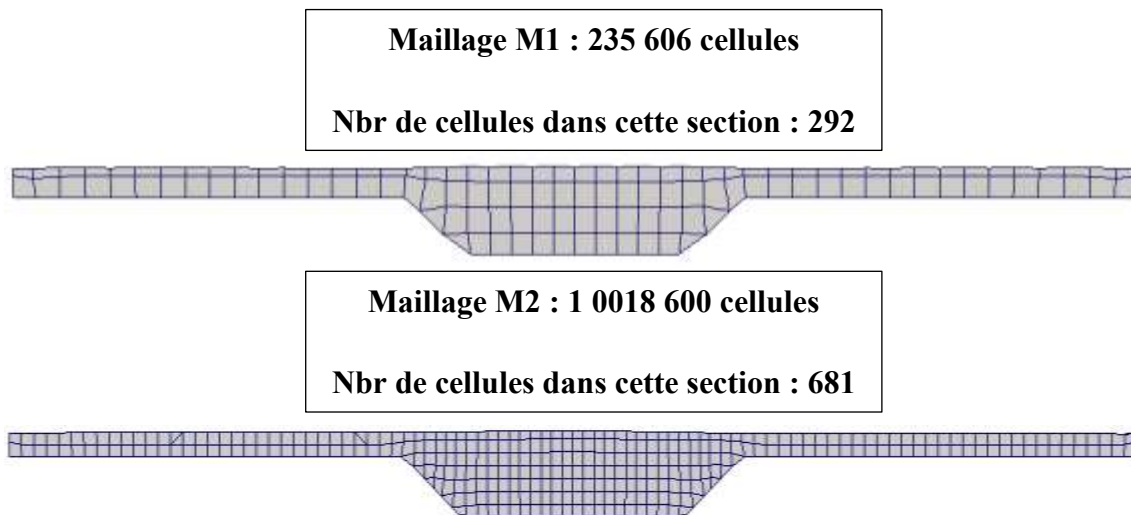 Maillage M1 : 235 606 cellules
Nbr de cellules dans cette section : 292
Maillage M2 : 1 0018 600 cellules
Nbr de cellules dans cette section : 681